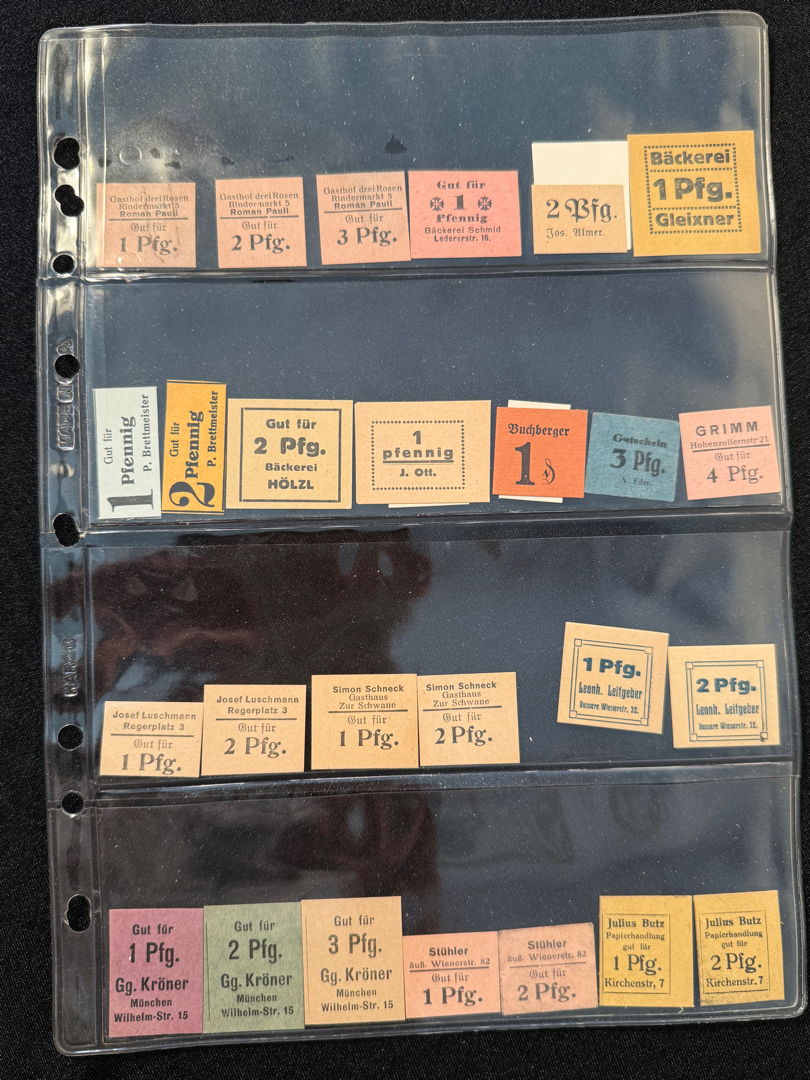 Gasthof drei Rosen
Rindermarkt 5
Roman Pauli
Gut für
1 Pfg.
Gasthof drei Rosen
Rindermarkt 5
Roman Pauli
Gut für
2 Pfg.
Gasthof drei Rosen
Rindermarkt 5
Roman Pauli
Gut für
3 Pfg.
Gut für
1
Pfennig
Bäckerei Schmid
Ledererstr. 16.
2 Pfg.
Jos. Almer.
Bäckerei
1 Pfg.
Gleixner
Gut für
1 Pfennig
P. Brettmeister
Gut für
2 Pfennig
P. Brettmeister
Gut für
2 Pfg.
Bäckerei
HÖLZL
1
pfennig
J. Ott.
Buchberger
1 ₰
Gutschein
3 Pfg.
A. Eder.
GRIMM
Hohenzollernstr 21
Gut für
4 Pfg.
Josef Luschmann
Regerplatz 3
Gut für
1 Pfg.
Josef Luschmann
Regerplatz 3
Gut für
2 Pfg.
Simon Schneck
Gasthaus
Zur Schwane
Gut für
1 Pfg.
Simon Schneck
Gasthaus
Zur Schwane
Gut für
2 Pfg.
1 Pfg.
Leonh. Leitgeber
Äussere Wienerstr. 32.
2 Pfg.
Leonh. Leitgeber
Äussere Wienerstr. 32.
Gut für
1 Pfg.
Gg. Kröner
München
Wilhelm-Str. 15
Gut für
2 Pfg.
Gg. Kröner
München
Wilhelm-Str. 15
Gut für
3 Pfg.
Gg. Kröner
München
Wilhelm-Str. 15
Stühler
äuß. Wienerstr. 82
Gut für
1 Pfg.
Stühler
äuß. Wienerstr. 82
Gut für
2 Pfg.
Julius Butz
Papierhandlung
gut für
1 Pfg.
Kirchenstr, 7
Julius Butz
Papierhandlung
gut für
2 Pfg.
Kirchenstr. 7